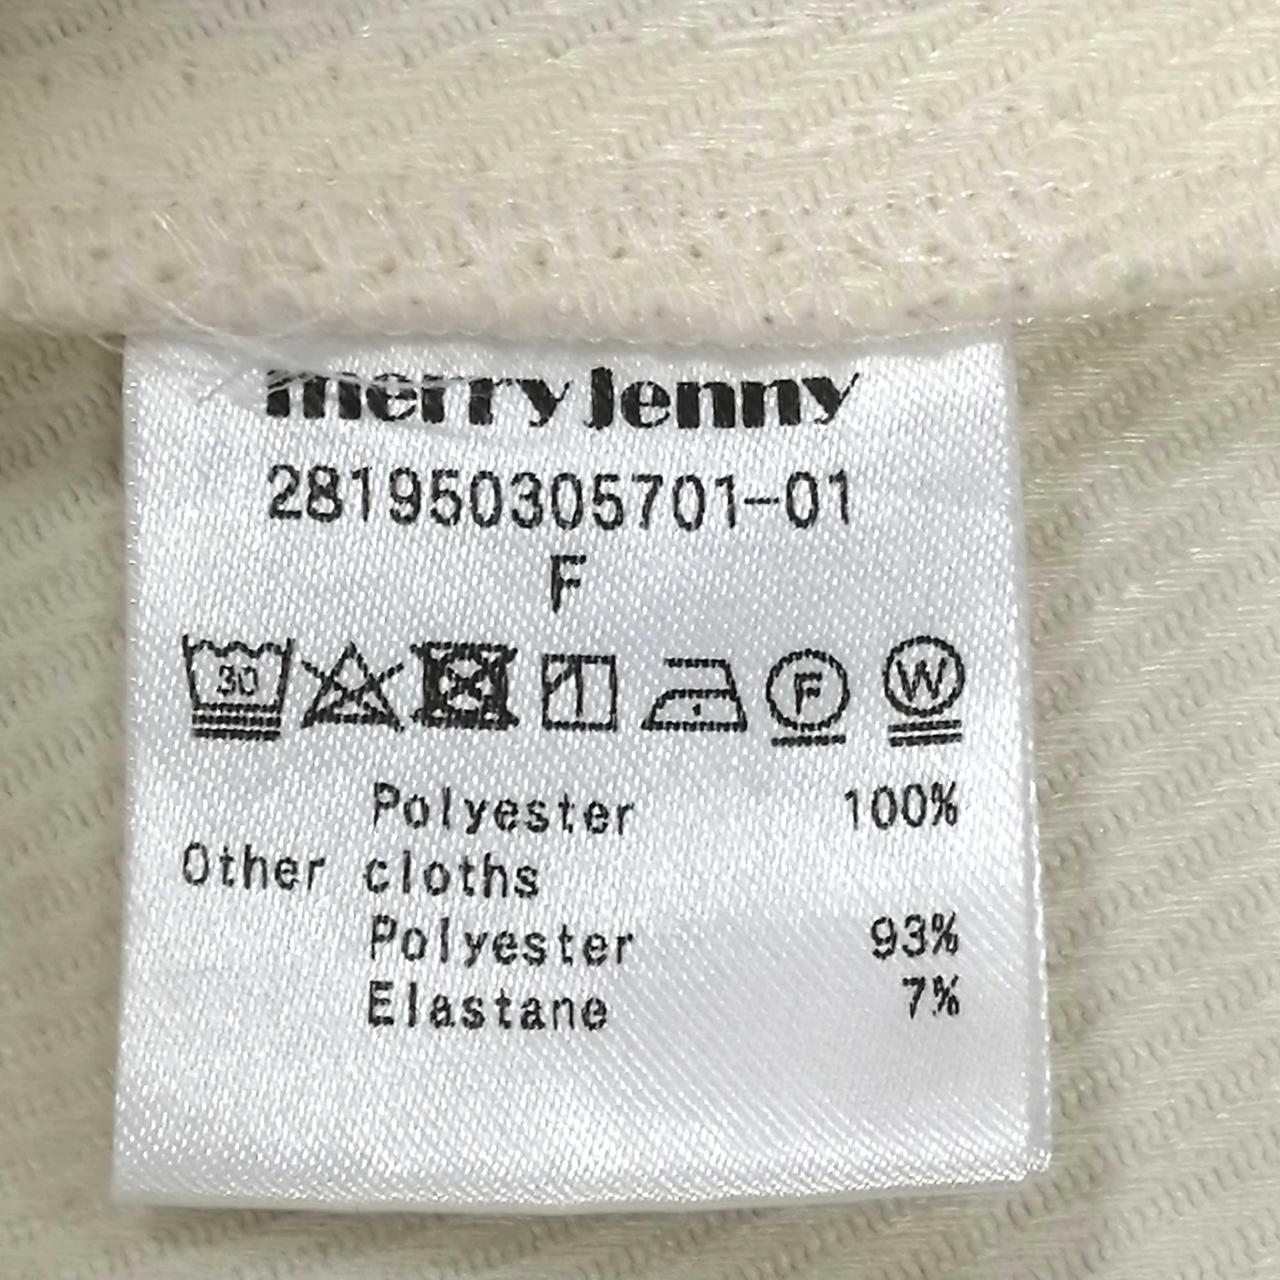 merry jenny
281950305701-01
F
30 F W
Polyester 100%
Other cloths
Polyester 93%
Elastane 7%